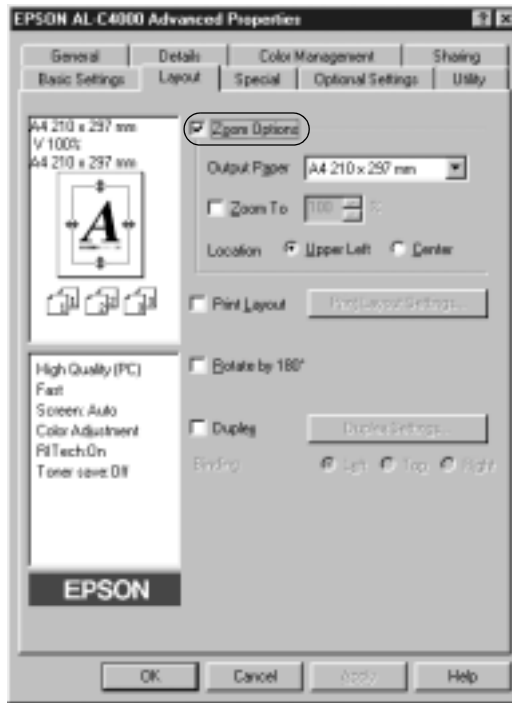 EPSON AL-C4000 Advanced Properties
General Details Color Management Sharing
Basic Settings Layout Special Optional Settings Utility
A4 210 x 297 mm
V 100%
A4 210 x 297 mm
A
1 2 3
Zoom Options
Output Paper A4 210 x 297 mm
Zoom To 100 %
Location Upper Left Center
Print Layout Print Layout Settings...
Rotate by 180°
Duplex Duplex Settings...
Binding Left Top Right
High Quality (PC)
Fast
Screen: Auto
Color Adjustment
RITech:On
Toner save:Off
EPSON
OK Cancel Apply Help